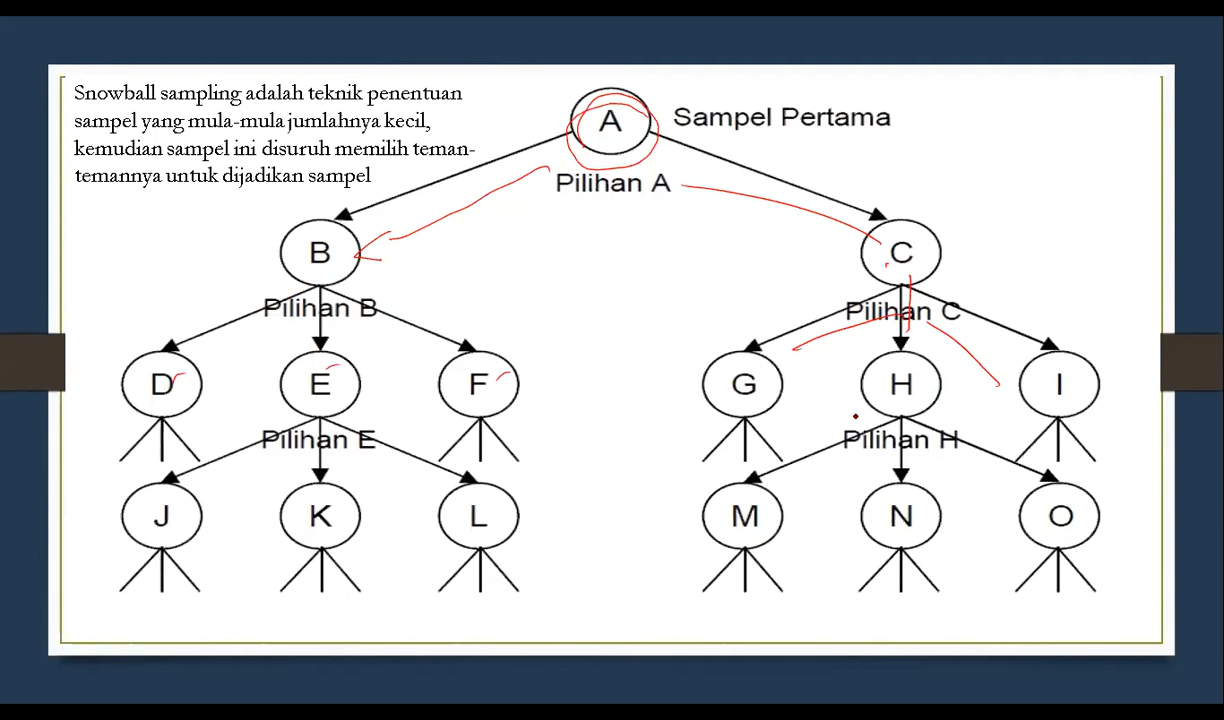 Snowball sampling adalah teknik penentuan
sampel yang mula-mula jumlahnya kecil,
kemudian sampel ini disuruh memilih teman-
temannya untuk dijadikan sampel
A
Sampel Pertama
Pilihan A
B
C
Pilihan B
Pilihan C
D
E
F
G
H
I
Pilihan E
Pilihan H
J
K
L
M
N
O